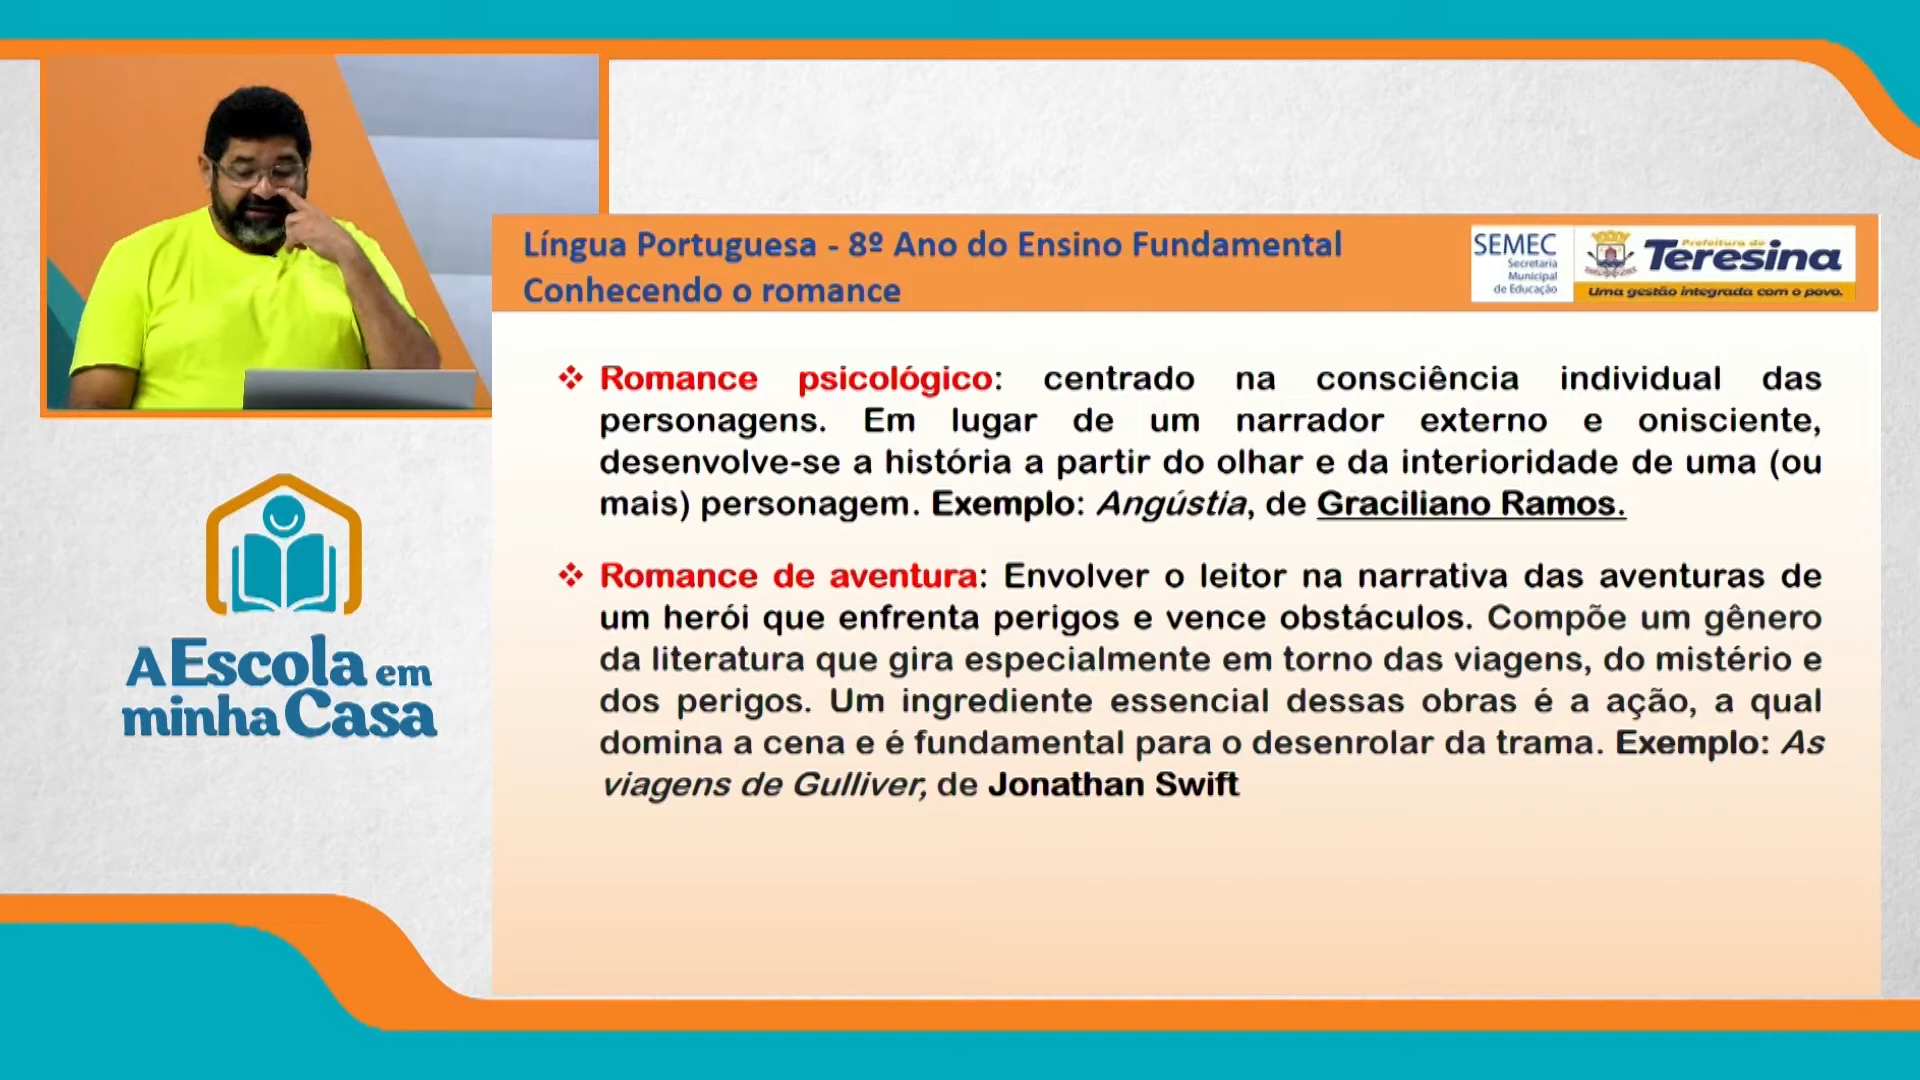 Língua Portuguesa - 8º Ano do Ensino Fundamental
Conhecendo o romance
SEMEC
Secretaria
Municipal
de Educação
Prefeitura de
Teresina
Uma gestão integrada com o povo.
❖ Romance psicológico: centrado na consciência individual das
personagens. Em lugar de um narrador externo e onisciente,
desenvolve-se a história a partir do olhar e da interioridade de uma (ou
mais) personagem. Exemplo: Angústia, de Graciliano Ramos.
❖ Romance de aventura: Envolver o leitor na narrativa das aventuras de
um herói que enfrenta perigos e vence obstáculos. Compõe um gênero
da literatura que gira especialmente em torno das viagens, do mistério e
dos perigos. Um ingrediente essencial dessas obras é a ação, a qual
domina a cena e é fundamental para o desenrolar da trama. Exemplo: As
viagens de Gulliver, de Jonathan Swift
A Escola em
minha Casa